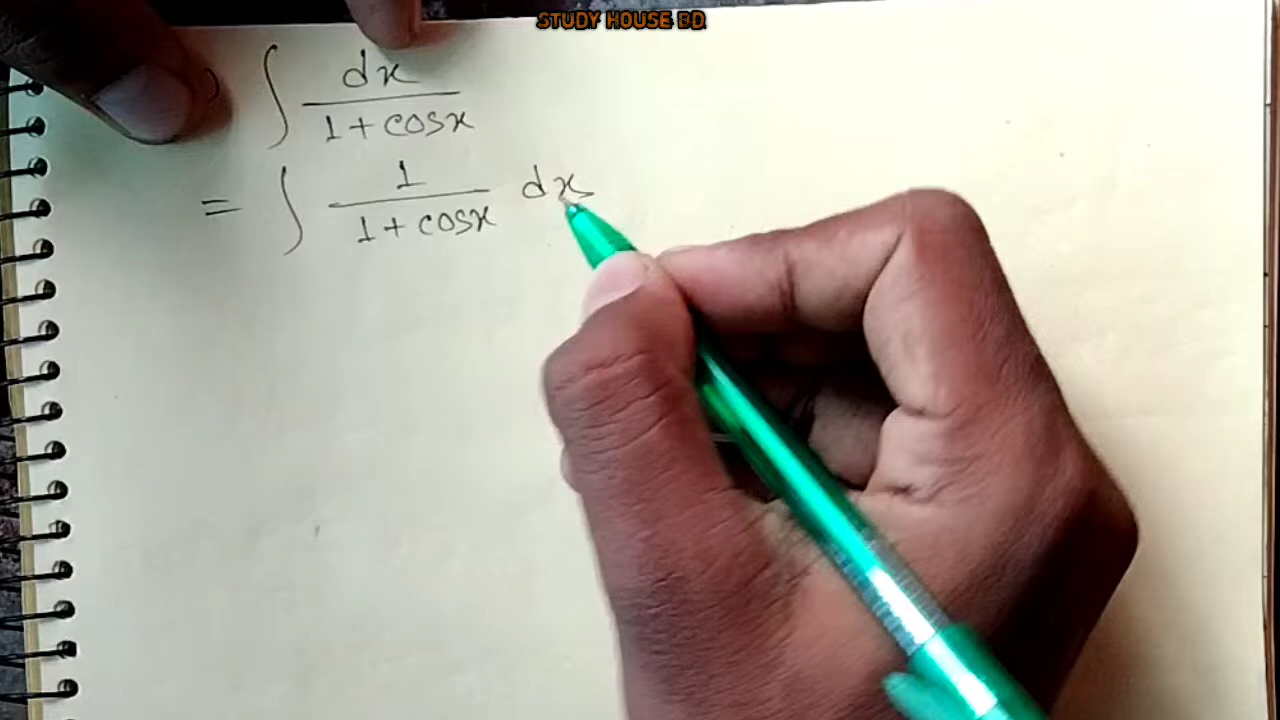 STUDY HOUSE BD
) ∫ dx / 1 + cosx
= ∫ 1 / 1 + cosx dx